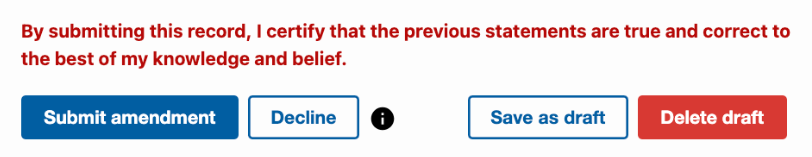 By submitting this record, I certify that the previous statements are true and correct to
the best of my knowledge and belief.
Submit amendment Decline i Save as draft Delete draft